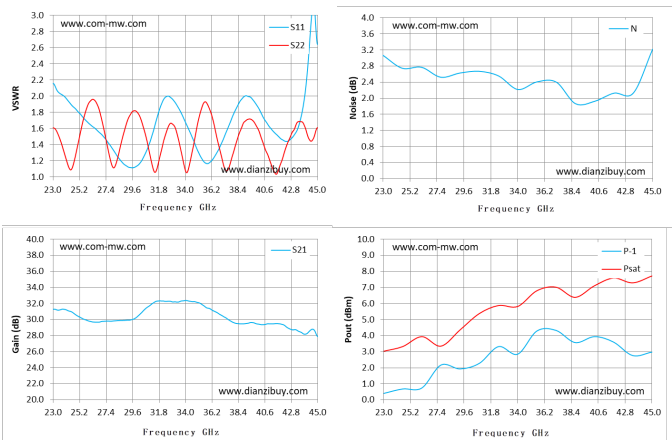 www.com-mw.com
S11
S22
VSWR
3.0
2.8
2.6
2.4
2.2
2.0
1.8
1.6
1.4
1.2
1.0
www.dianzibuy.com
23.0 25.2 27.4 29.6 31.8 34.0 36.2 38.4 40.6 42.8 45.0
Frequency GHz
www.com-mw.com
N
Noise (dB)
4.0
3.6
3.2
2.8
2.4
2.0
1.6
1.2
0.8
0.4
0.0
www.dianzibuy.com
23.0 25.2 27.4 29.6 31.8 34.0 36.2 38.4 40.6 42.8 45.0
Frequency GHz
www.com-mw.com
S21
Gain (dB)
40.0
38.0
36.0
34.0
32.0
30.0
28.0
26.0
24.0
22.0
20.0
www.dianzibuy.com
23.0 25.2 27.4 29.6 31.8 34.0 36.2 38.4 40.6 42.8 45.0
Frequency GHz
www.com-mw.com
P-1
Psat
Pout (dBm)
10.0
9.0
8.0
7.0
6.0
5.0
4.0
3.0
2.0
1.0
0.0
www.dianzibuy.com
23.0 25.2 27.4 29.6 31.8 34.0 36.2 38.4 40.6 42.8 45.0
Frequency GHz